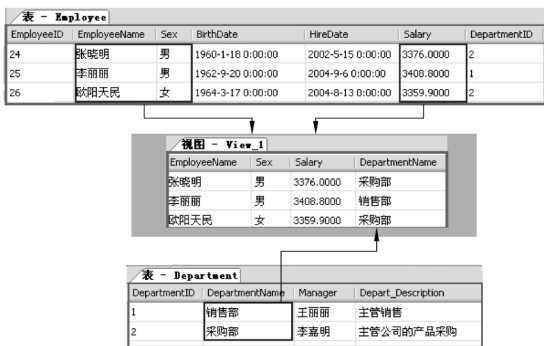 表 - Employee
EmployeeID EmployeeName Sex BirthDate HireDate Salary DepartmentID
24 张晓明 男 1960-1-18 0:00:00 2002-5-15 0:00:00 3376.0000 2
25 李丽丽 男 1962-9-20 0:00:00 2004-9-6 0:00:00 3408.8000 1
26 欧阳天民 女 1964-3-17 0:00:00 2004-8-13 0:00:00 3359.9000 2
视图 - View_1
EmployeeName Sex Salary DepartmentName
张晓明 男 3376.0000 采购部
李丽丽 男 3408.8000 销售部
欧阳天民 女 3359.9000 采购部
表 - Department
DepartmentID DepartmentName Manager Depart_Description
1 销售部 王丽丽 主管销售
2 采购部 李嘉明 主管公司的产品采购